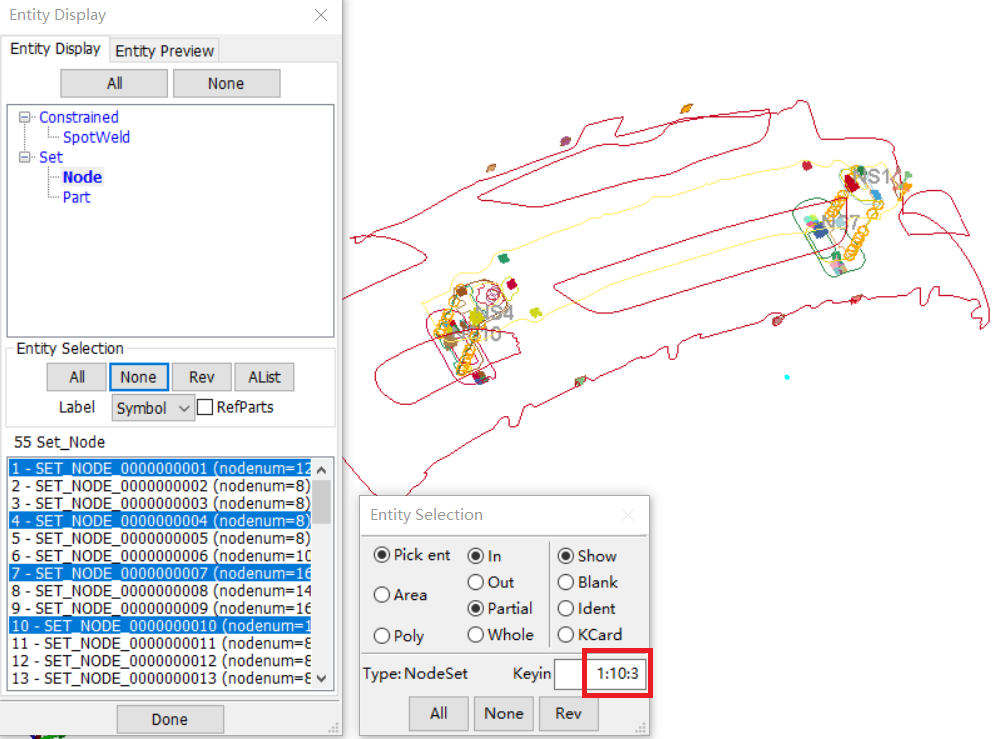 Entity Display
Entity Display Entity Preview
All None
Constrained
SpotWeld
Set
Node
Part
Entity Selection
All None Rev AList
Label Symbol RefParts
55 Set_Node
1 - SET_NODE_0000000001 (nodenum=12
2 - SET_NODE_0000000002 (nodenum=8)
3 - SET_NODE_0000000003 (nodenum=8)
4 - SET_NODE_0000000004 (nodenum=8)
5 - SET_NODE_0000000005 (nodenum=8)
6 - SET_NODE_0000000006 (nodenum=10
7 - SET_NODE_0000000007 (nodenum=16
8 - SET_NODE_0000000008 (nodenum=14
9 - SET_NODE_0000000009 (nodenum=16
10 - SET_NODE_0000000010 (nodenum=1
11 - SET_NODE_0000000011 (nodenum=8
12 - SET_NODE_0000000012 (nodenum=8
13 - SET_NODE_0000000013 (nodenum=8
Done
NS1
NS7
NS4
NS10
Entity Selection
Pick ent In Show
Out Blank
Area
Partial Ident
Poly Whole KCard
Type: NodeSet Keyin 1:10:3
All None Rev